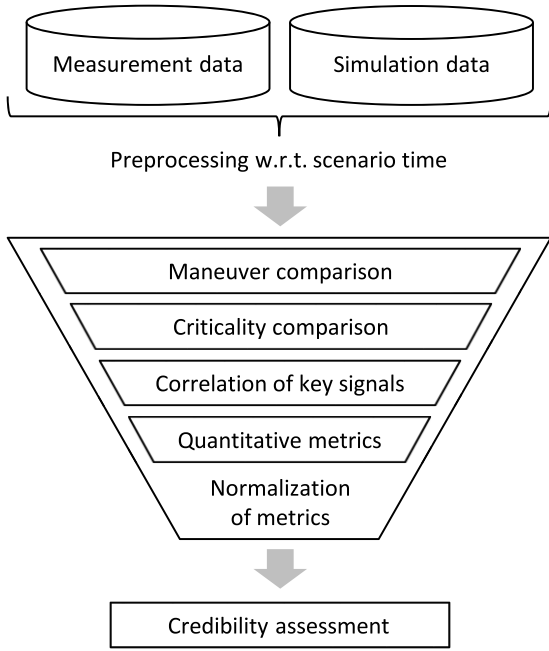 Measurement data
Simulation data
Preprocessing w.r.t. scenario time
Maneuver comparison
Criticality comparison
Correlation of key signals
Quantitative metrics
Normalization
of metrics
Credibility assessment